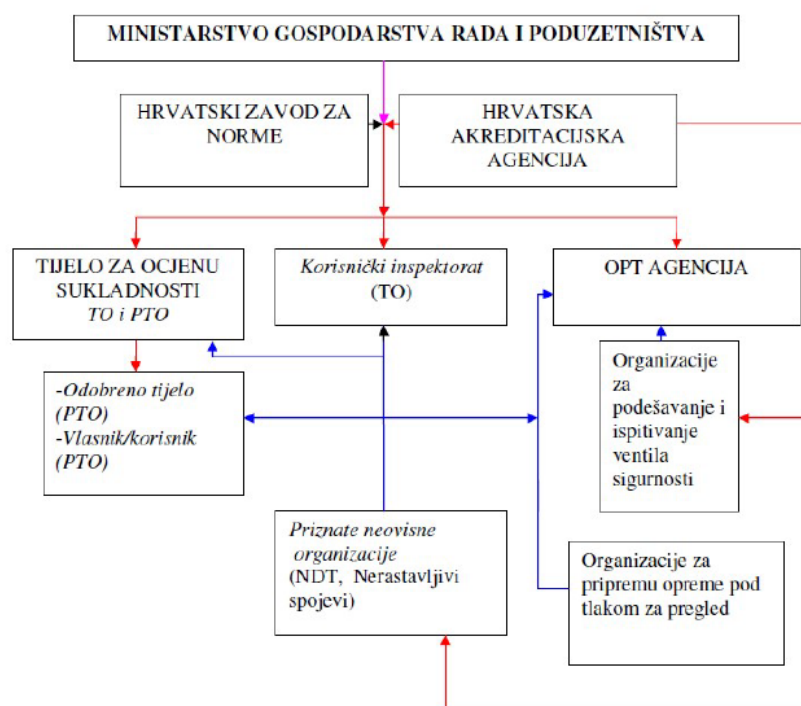 MINISTARSTVO GOSPODARSTVA RADA I PODUZETNIŠTVA
HRVATSKI ZAVOD ZA
NORME
HRVATSKA
AKREDITACIJSKA
AGENCIJA
TIJELO ZA OCJENU
SUKLADNOSTI
TO i PTO
Korisnički inspektorat
(TO)
OPT AGENCIJA
-Odobreno tijelo
(PTO)
-Vlasnik/korisnik
(PTO)
Organizacije
za
podešavanje i
ispitivanje
ventila
sigurnosti
Priznate neovisne
organizacije
(NDT, Nerastavljivi
spojevi)
Organizacije za
pripremu opreme pod
tlakom za pregled